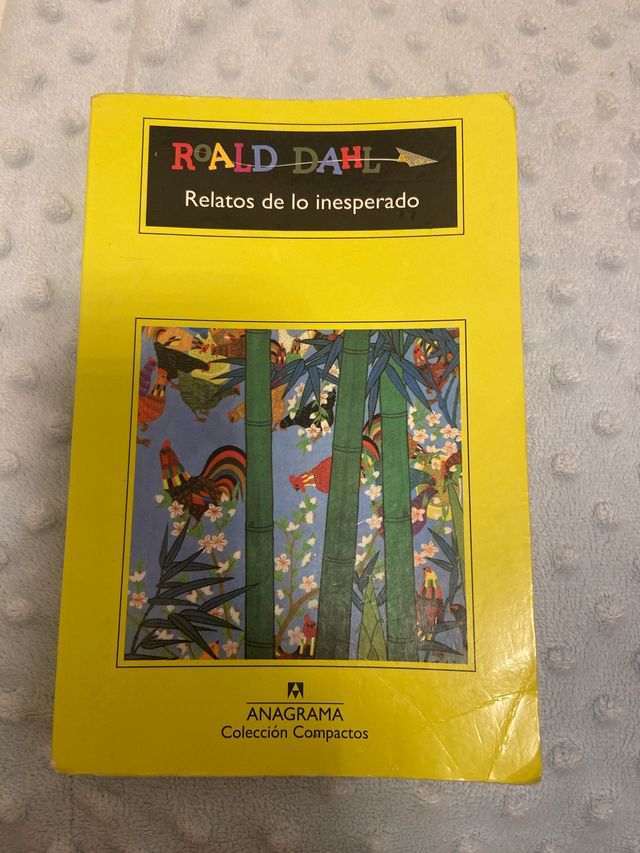 ROALD DAHL
Relatos de lo inesperado
ANAGRAMA
Colección Compactos